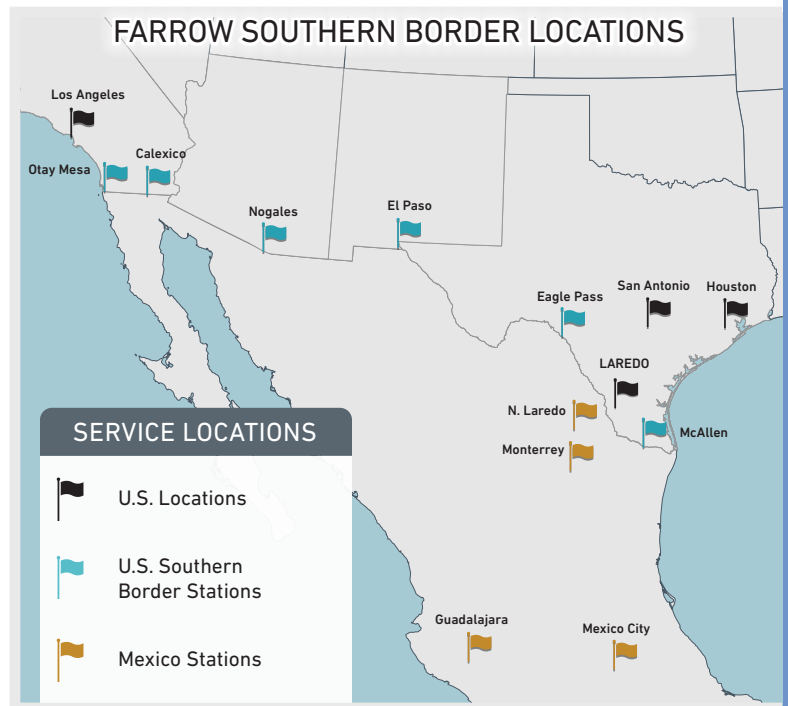 FARROW SOUTHERN BORDER LOCATIONS
Los Angeles
Calexico
Otay Mesa
Nogales
El Paso
Eagle Pass
San Antonio
Houston
LAREDO
N. Laredo
McAllen
Monterrey
Guadalajara
Mexico City
SERVICE LOCATIONS
U.S. Locations
U.S. Southern
Border Stations
Mexico Stations